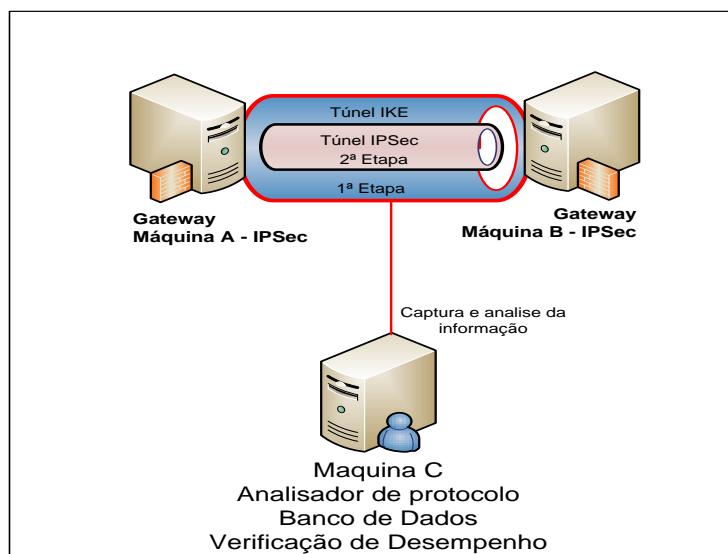 Túnel IKE
Túnel IPSec
2ª Etapa
1ª Etapa
Gateway
Máquina A - IPSec
Gateway
Máquina B - IPSec
Captura e analise da
informação
Maquina C
Analisador de protocolo
Banco de Dados
Verificação de Desempenho